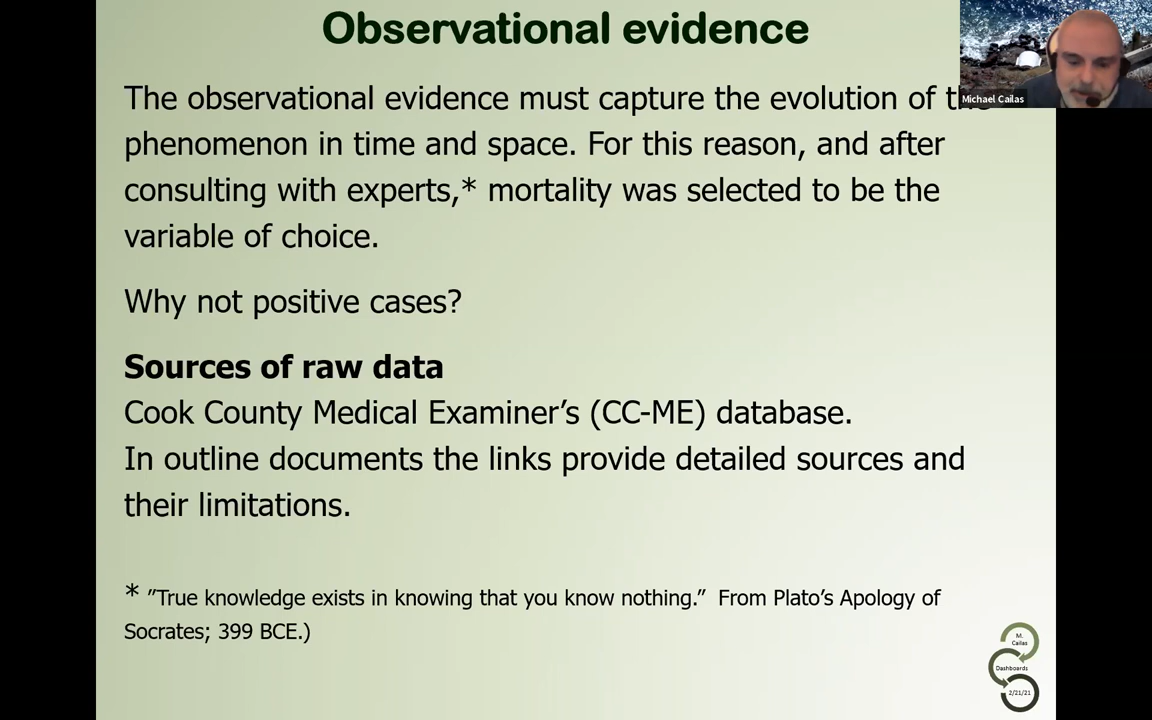 Observational evidence
The observational evidence must capture the evolution of the
phenomenon in time and space. For this reason, and after
consulting with experts,* mortality was selected to be the
variable of choice.
Why not positive cases?
Sources of raw data
Cook County Medical Examiner’s (CC-ME) database.
In outline documents the links provide detailed sources and
their limitations.
* ”True knowledge exists in knowing that you know nothing.” From Plato’s Apology of
Socrates; 399 BCE.)
Michael Cailas
M.
Cailas
Dashboards
2/21/21